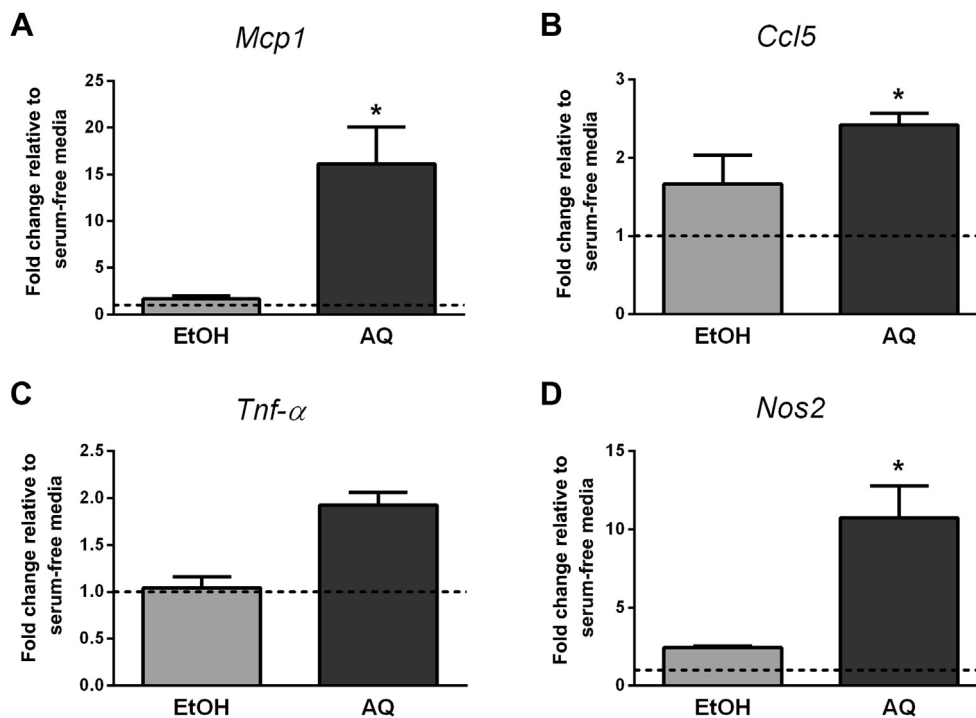 A
Mcp1
Fold change relative to
serum-free media
25
20
15
10
5
0
*
EtOH
AQ
B
Ccl5
Fold change relative to
serum-free media
3
2
1
0
*
EtOH
AQ
C
Tnf-α
Fold change relative to
serum-free media
2.5
2.0
1.5
1.0
0.5
0.0
EtOH
AQ
D
Nos2
Fold change relative to
serum-free media
15
10
5
0
*
EtOH
AQ